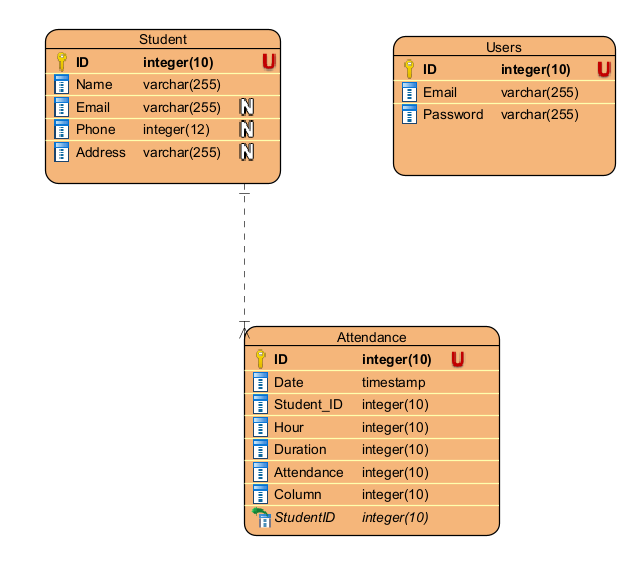 Student
ID integer(10) U
Name varchar(255)
Email varchar(255) N
Phone integer(12) N
Address varchar(255) N
Users
ID integer(10) U
Email varchar(255)
Password varchar(255)
Attendance
ID integer(10) U
Date timestamp
Student_ID integer(10)
Hour integer(10)
Duration integer(10)
Attendance integer(10)
Column integer(10)
StudentID integer(10)